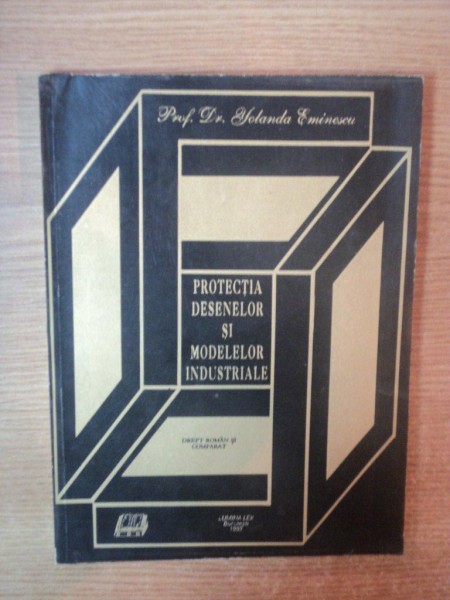 Prof. Dr. Yolanda Eminescu
PROTECȚIA
DESENELOR
ȘI
MODELELOR
INDUSTRIALE
DREPT ROMÂN și
COMPARAT
LUMINA LEX
București